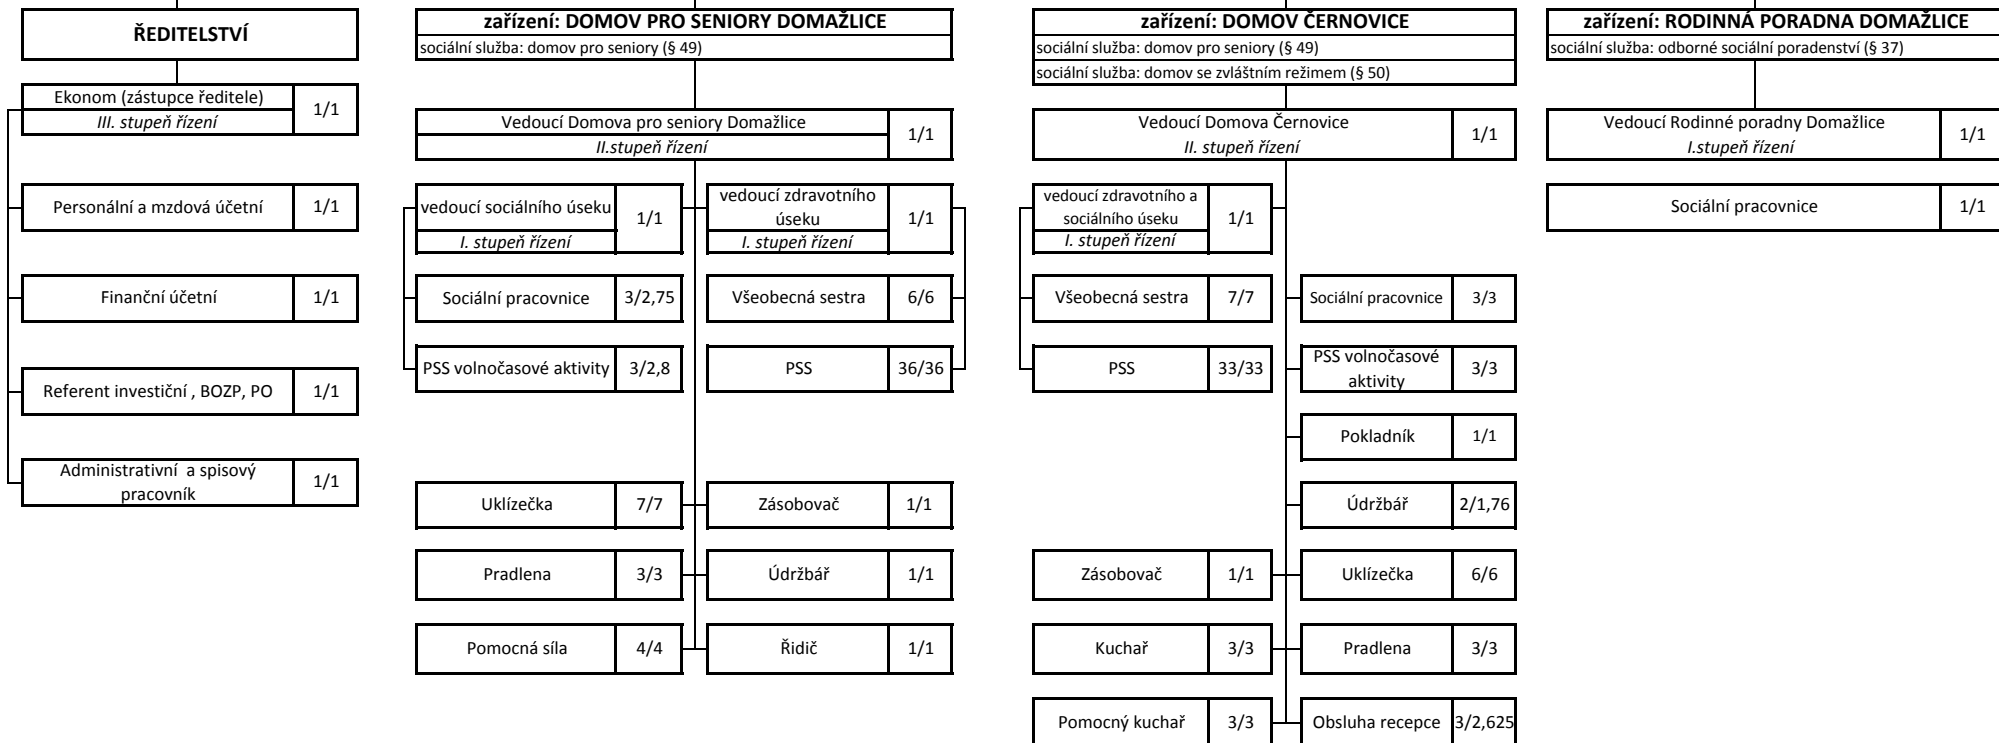 ŘEDITELSTVÍ
Ekonom (zástupce ředitele)
III. stupeň řízení
1/1
Personální a mzdová účetní
1/1
Finanční účetní
1/1
Referent investiční , BOZP, PO
1/1
Administrativní  a spisový
pracovník
1/1
zařízení: DOMOV PRO SENIORY DOMAŽLICE
sociální služba: domov pro seniory (§ 49)
Vedoucí Domova pro seniory Domažlice
II.stupeň řízení
1/1
vedoucí sociálního úseku
I. stupeň řízení
1/1
vedoucí zdravotního
úseku
I. stupeň řízení
1/1
Sociální pracovnice
3/2,75
Všeobecná sestra
6/6
PSS volnočasové aktivity
3/2,8
PSS
36/36
Uklízečka
7/7
Zásobovač
1/1
Pradlena
3/3
Údržbář
1/1
Pomocná síla
4/4
Řidič
1/1
zařízení: DOMOV ČERNOVICE
sociální služba: domov pro seniory (§ 49)
sociální služba: domov se zvláštním režimem (§ 50)
Vedoucí Domova Černovice
II. stupeň řízení
1/1
vedoucí zdravotního a
sociálního úseku
I. stupeň řízení
1/1
Všeobecná sestra
7/7
Sociální pracovnice
3/3
PSS
33/33
PSS volnočasové
aktivity
3/3
Pokladník
1/1
Údržbář
2/1,76
Zásobovač
1/1
Uklízečka
6/6
Kuchař
3/3
Pradlena
3/3
Pomocný kuchař
3/3
Obsluha recepce
3/2,625
zařízení: RODINNÁ PORADNA DOMAŽLICE
sociální služba: odborné sociální poradenství (§ 37)
Vedoucí Rodinné poradny Domažlice
I.stupeň řízení
1/1
Sociální pracovnice
1/1